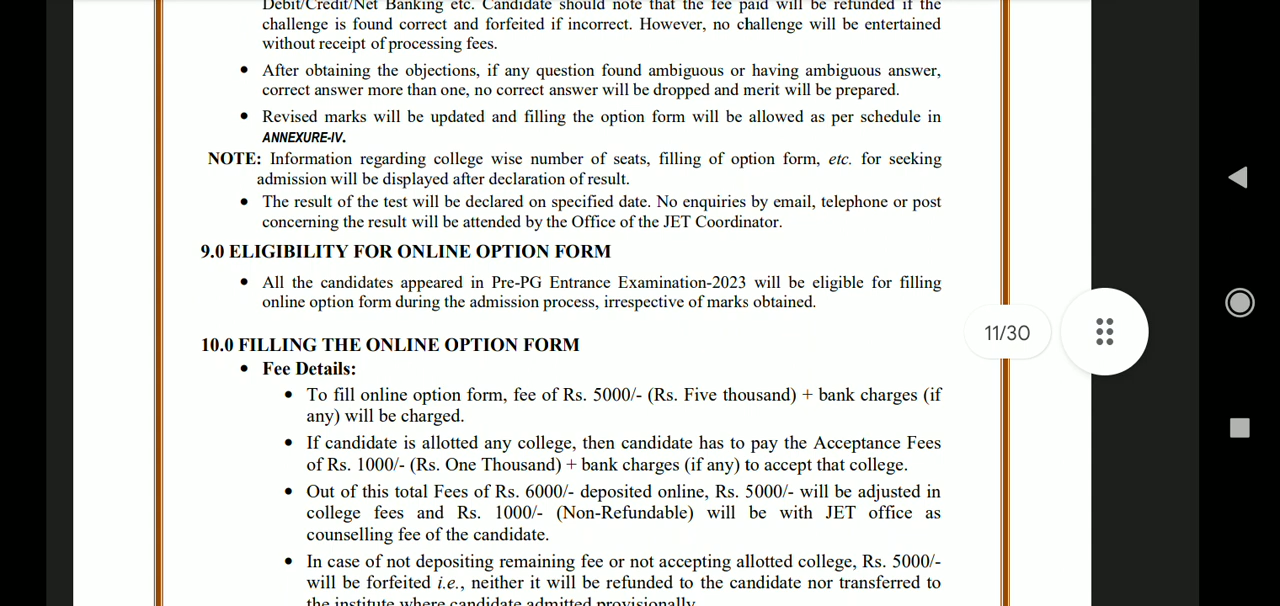 Debit/Credit/Net Banking etc. Candidate should note that the fee paid will be refunded if the
challenge is found correct and forfeited if incorrect. However, no challenge will be entertained
without receipt of processing fees.
• After obtaining the objections, if any question found ambiguous or having ambiguous answer,
correct answer more than one, no correct answer will be dropped and merit will be prepared.
• Revised marks will be updated and filling the option form will be allowed as per schedule in
ANNEXURE-IV.
NOTE: Information regarding college wise number of seats, filling of option form, etc. for seeking
admission will be displayed after declaration of result.
• The result of the test will be declared on specified date. No enquiries by email, telephone or post
concerning the result will be attended by the Office of the JET Coordinator.
9.0 ELIGIBILITY FOR ONLINE OPTION FORM
• All the candidates appeared in Pre-PG Entrance Examination-2023 will be eligible for filling
online option form during the admission process, irrespective of marks obtained.
11/30
10.0 FILLING THE ONLINE OPTION FORM
• Fee Details:
• To fill online option form, fee of Rs. 5000/- (Rs. Five thousand) + bank charges (if
any) will be charged.
• If candidate is allotted any college, then candidate has to pay the Acceptance Fees
of Rs. 1000/- (Rs. One Thousand) + bank charges (if any) to accept that college.
• Out of this total Fees of Rs. 6000/- deposited online, Rs. 5000/- will be adjusted in
college fees and Rs. 1000/- (Non-Refundable) will be with JET office as
counselling fee of the candidate.
• In case of not depositing remaining fee or not accepting allotted college, Rs. 5000/-
will be forfeited i.e., neither it will be refunded to the candidate nor transferred to
the institute where candidate admitted provisionally.